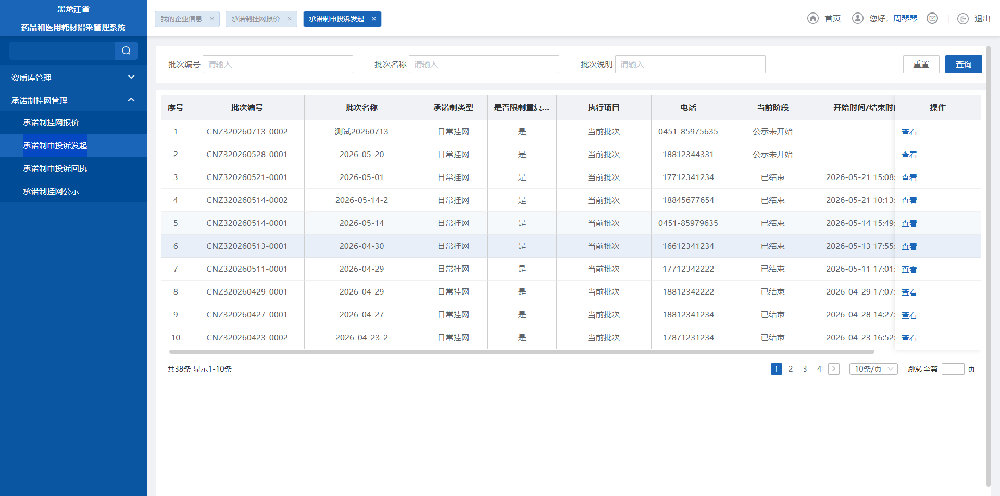 黑龙江省
药品和医用耗材招采管理系统
我的企业信息 ×
承诺制挂网报价 ×
承诺制申投诉发起 ×
首页
您好，周琴琴
退出
资质库管理
承诺制挂网管理
承诺制挂网报价
承诺制申投诉发起
承诺制申投诉回执
承诺制挂网公示
批次编号 请输入 批次名称 请输入 批次说明 请输入 重置 查询
序号 批次编号 批次名称 承诺制类型 是否限制重复... 执行项目 电话 当前阶段 开始时间/结束时间 操作
1 CNZ320260713-0002 测试20260713 日常挂网 是 当前批次 0451-85975635 公示未开始 - 查看
2 CNZ320260528-0001 2026-05-20 日常挂网 是 当前批次 18812344331 公示未开始 - 查看
3 CNZ320260521-0001 2026-05-01 日常挂网 是 当前批次 17712341234 已结束 2026-05-21 15:08: 查看
4 CNZ320260514-0002 2026-05-14-2 日常挂网 是 当前批次 18845677654 已结束 2026-05-21 10:13: 查看
5 CNZ320260514-0001 2026-05-14 日常挂网 是 当前批次 0451-85979635 已结束 2026-05-14 15:49: 查看
6 CNZ320260513-0001 2026-04-30 日常挂网 是 当前批次 16612341234 已结束 2026-05-13 17:55: 查看
7 CNZ320260511-0001 2026-04-29 日常挂网 是 当前批次 17712342222 已结束 2026-05-11 17:01: 查看
8 CNZ320260429-0001 2026-04-29 日常挂网 是 当前批次 18812342222 已结束 2026-04-29 17:07: 查看
9 CNZ320260427-0001 2026-04-27 日常挂网 是 当前批次 18812341234 已结束 2026-04-28 14:27: 查看
10 CNZ320260423-0002 2026-04-23-2 日常挂网 是 当前批次 17871231234 已结束 2026-04-23 16:52: 查看
共38条 显示1-10条 1 2 3 4 10条/页 跳转至第 页